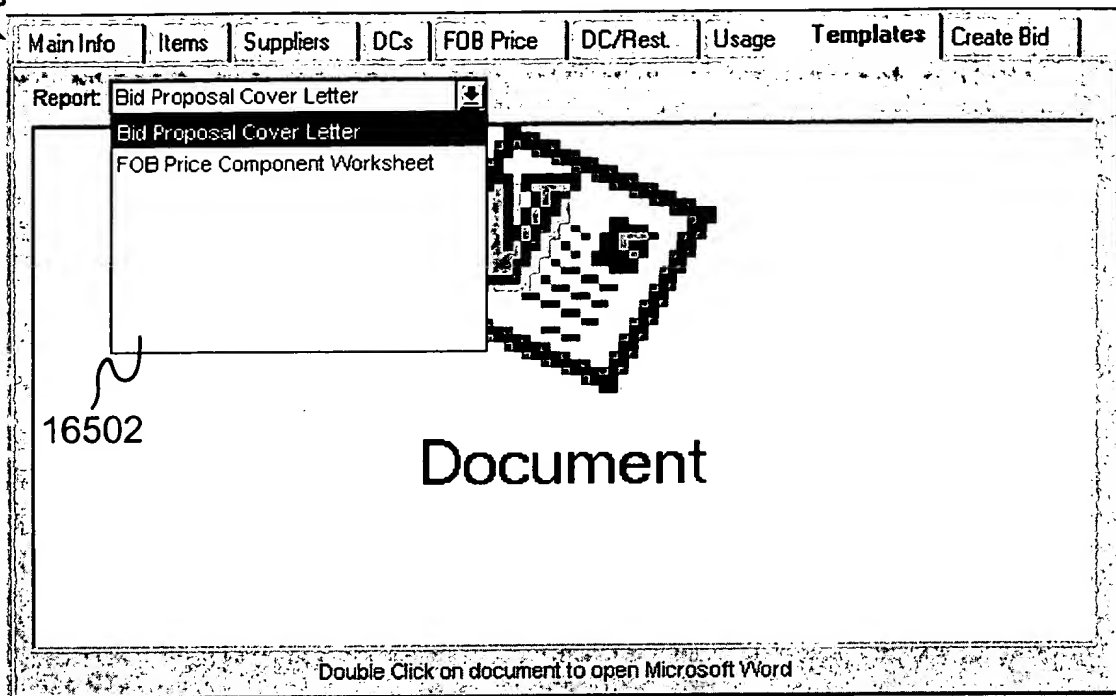 Main Info Items Suppliers DCs FOB Price DC/Rest. Usage Templates Create Bid
Report: Bid Proposal Cover Letter
Bid Proposal Cover Letter
FOB Price Component Worksheet
16502
Document
Double Click on document to open Microsoft Word